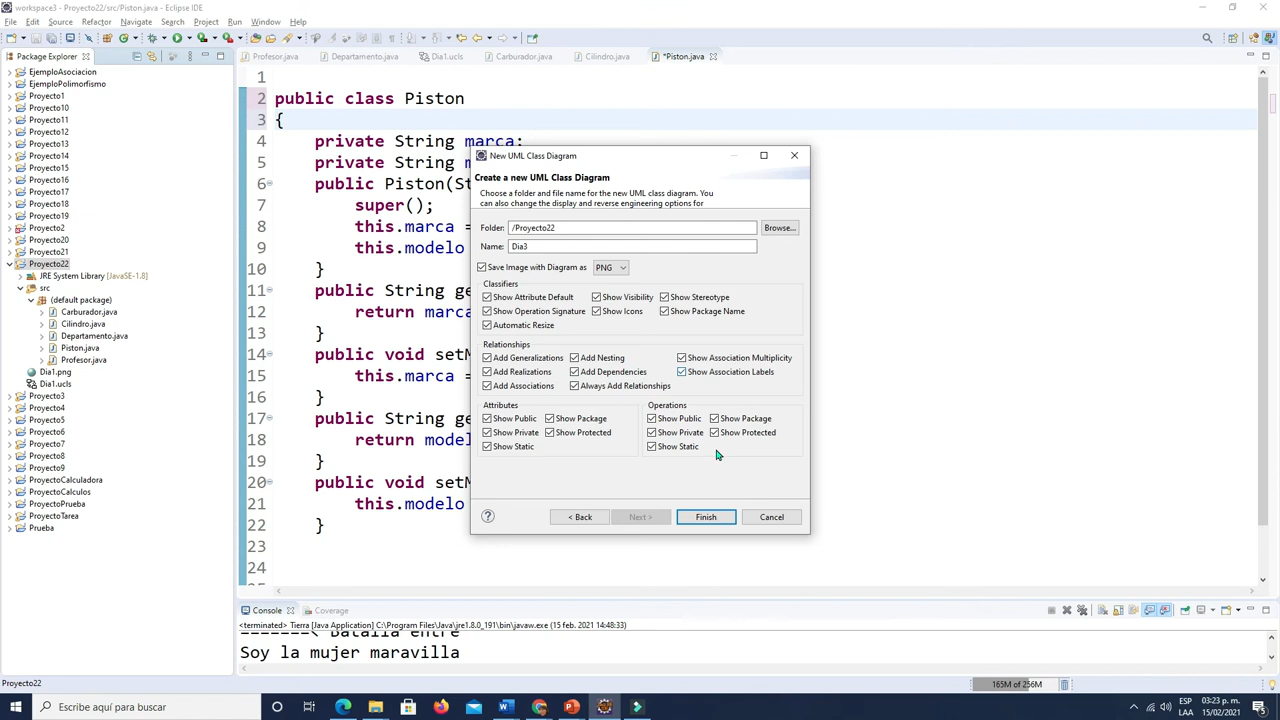 workspace3 - Proyecto22/src/Piston.java - Eclipse IDE
File Edit Source Refactor Navigate Search Project Run Window Help
Package Explorer
Profesor.java Departamento.java Dia1.ucls Carburador.java Cilindro.java *Piston.java
EjemploAsociacion
EjemploPolimorfismo
Proyecto1
Proyecto10
Proyecto11
Proyecto12
Proyecto13
Proyecto14
Proyecto15
Proyecto16
Proyecto17
Proyecto18
Proyecto19
Proyecto2
Proyecto20
Proyecto21
Proyecto22
JRE System Library [JavaSE-1.8]
src
(default package)
Carburador.java
Cilindro.java
Departamento.java
Piston.java
Profesor.java
Dia1.png
Dia1.ucls
Proyecto3
Proyecto4
Proyecto5
Proyecto6
Proyecto7
Proyecto8
Proyecto9
ProyectoCalculadora
ProyectoCalculos
ProyectoPrueba
ProyectoTarea
Prueba
1
2 public class Piston
3 {
4 private String marca;
5 private String m
6 public Piston(St
7 super();
8 this.marca =
9 this.modelo
10 }
11 public String ge
12 return marca
13 }
14 public void setM
15 this.marca =
16 }
17 public String ge
18 return model
19 }
20 public void setM
21 this.modelo
22 }
23
24
New UML Class Diagram
Create a new UML Class Diagram
Choose a folder and file name for the new UML class diagram. You
can also change the display and reverse engineering options for
Folder: /Proyecto22 Browse...
Name: Dia3
Save Image with Diagram as PNG
Classifiers
Show Attribute Default Show Visibility Show Stereotype
Show Operation Signature Show Icons Show Package Name
Automatic Resize
Relationships
Add Generalizations Add Nesting Show Association Multiplicity
Add Realizations Add Dependencies Show Association Labels
Add Associations Always Add Relationships
Attributes Operations
Show Public Show Package Show Public Show Package
Show Private Show Protected Show Private Show Protected
Show Static Show Static
? < Back Next > Finish Cancel
Console Coverage
<terminated> Tierra [Java Application] C:\Program Files\Java\jre1.8.0_191\bin\javaw.exe (15 feb. 2021 14:48:33)
=======< Batalla entre
Soy la mujer maravilla
Proyecto22 165M of 256M
Escribe aquí para buscar
ESP 03:23 p. m.
LAA 15/02/2021